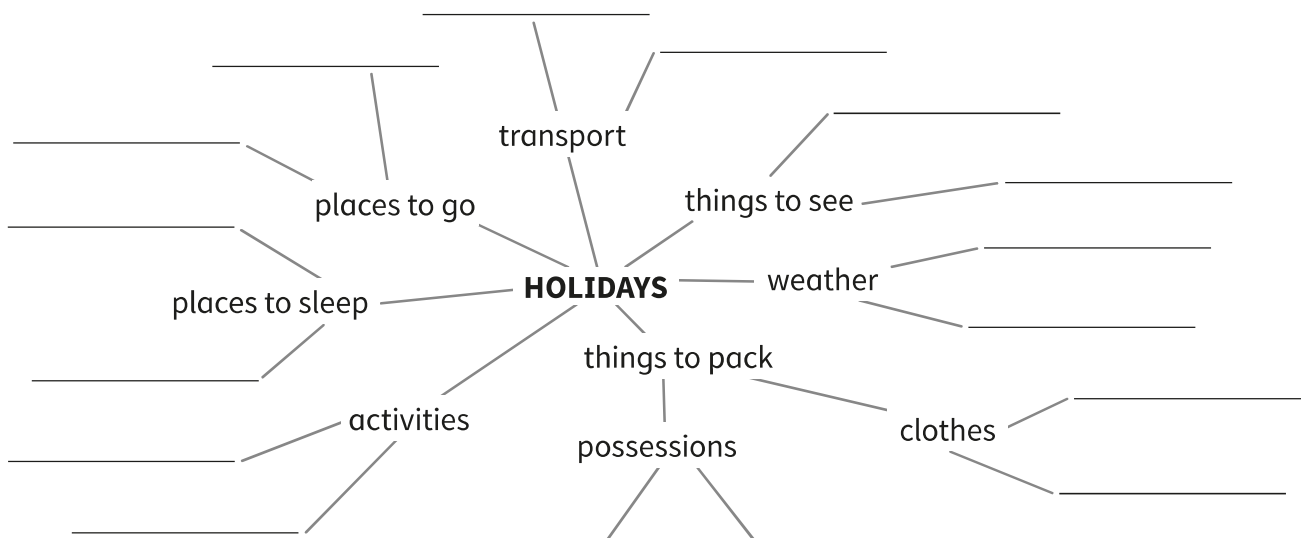 transport
things to see
places to go
weather
HOLIDAYS
places to sleep
things to pack
activities
clothes
possessions